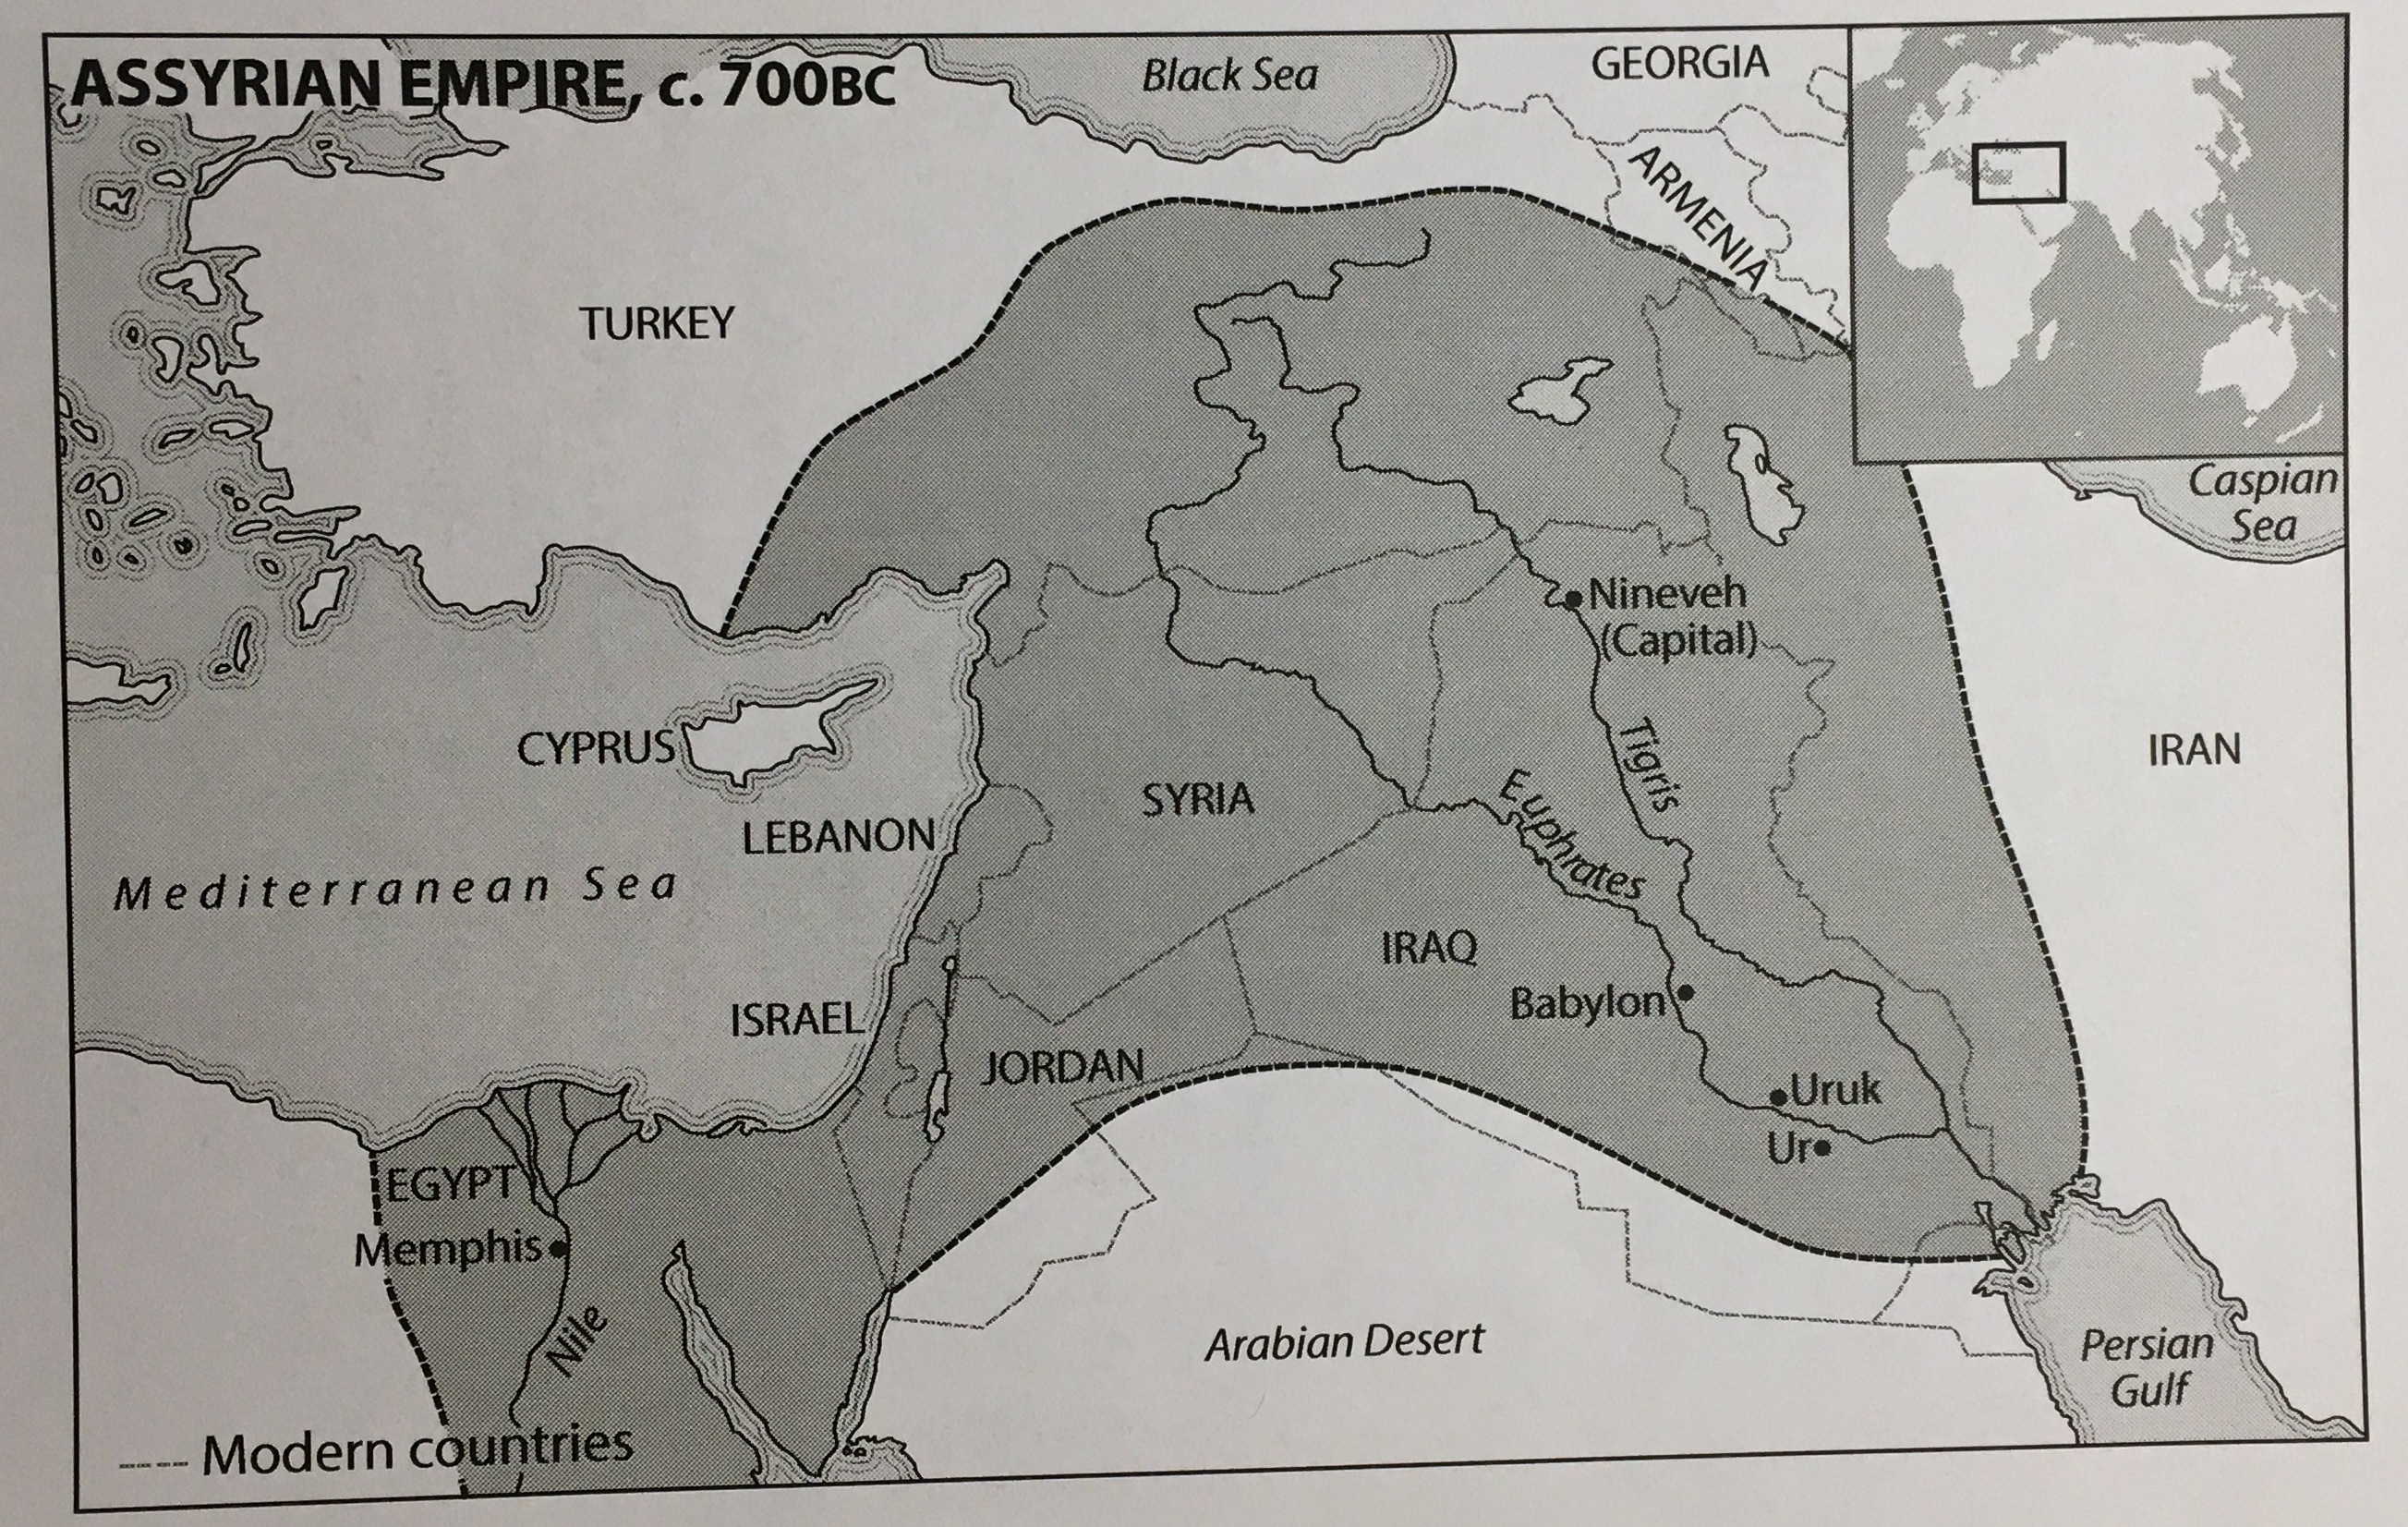 ASSYRIAN EMPIRE, c. 700BC
Black Sea
GEORGIA
ARMENIA
TURKEY
Caspian
Sea
Nineveh
(Capital)
CYPRUS
IRAN
Tigris
SYRIA
Euphrates
LEBANON
Mediterranean Sea
IRAQ
Babylon
ISRAEL
JORDAN
Uruk
Ur
EGYPT
Memphis
Nile
Arabian Desert
Persian
Gulf
Modern countries